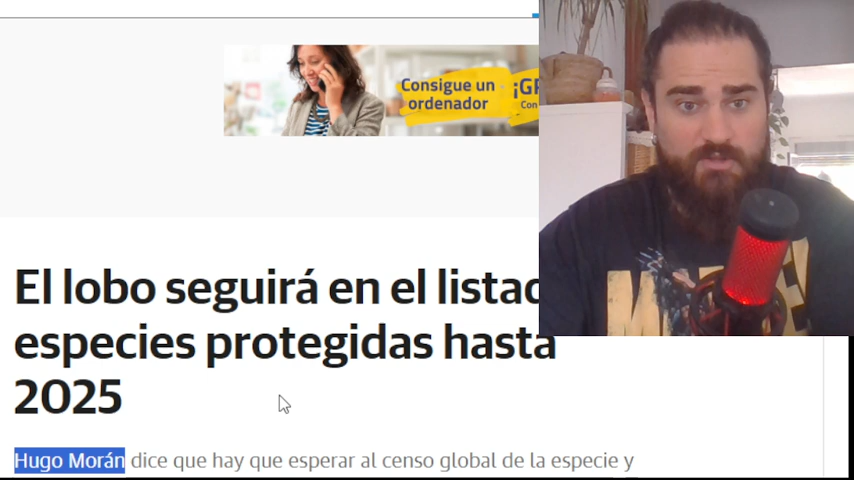 Consigue un
ordenador
El lobo seguirá en el listad
especies protegidas hasta
2025
Hugo Morán dice que hay que esperar al censo global de la especie y